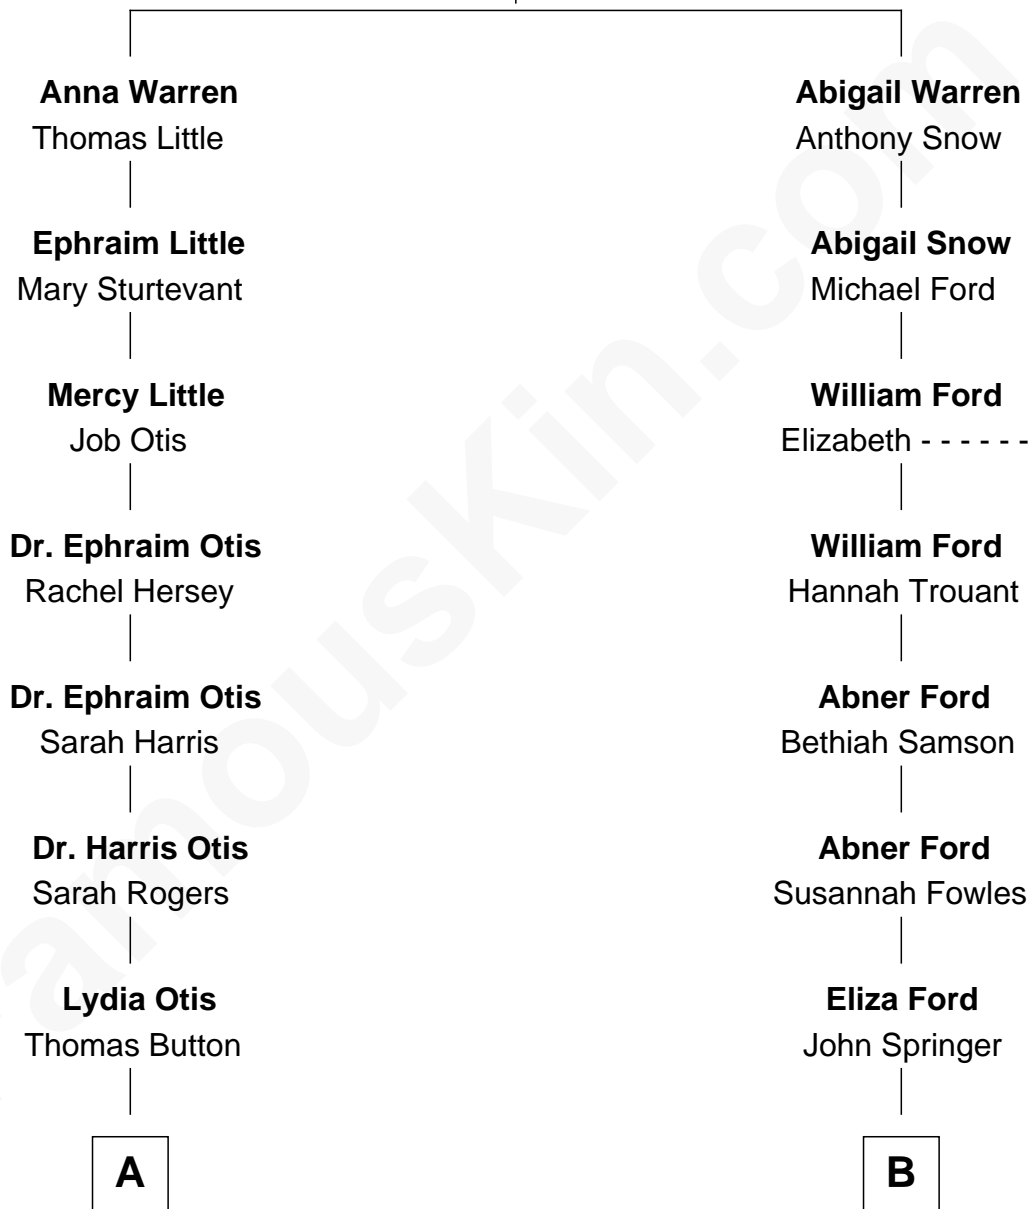 Anna Warren
Thomas Little
Abigail Warren
Anthony Snow
Ephraim Little
Mary Sturtevant
Abigail Snow
Michael Ford
Mercy Little
Job Otis
William Ford
Elizabeth - - - - - -
Dr. Ephraim Otis
Rachel Hersey
William Ford
Hannah Trouant
Dr. Ephraim Otis
Sarah Harris
Abner Ford
Bethiah Samson
Dr. Harris Otis
Sarah Rogers
Abner Ford
Susannah Fowles
Lydia Otis
Thomas Button
Eliza Ford
John Springer
A
B
amouskin.com